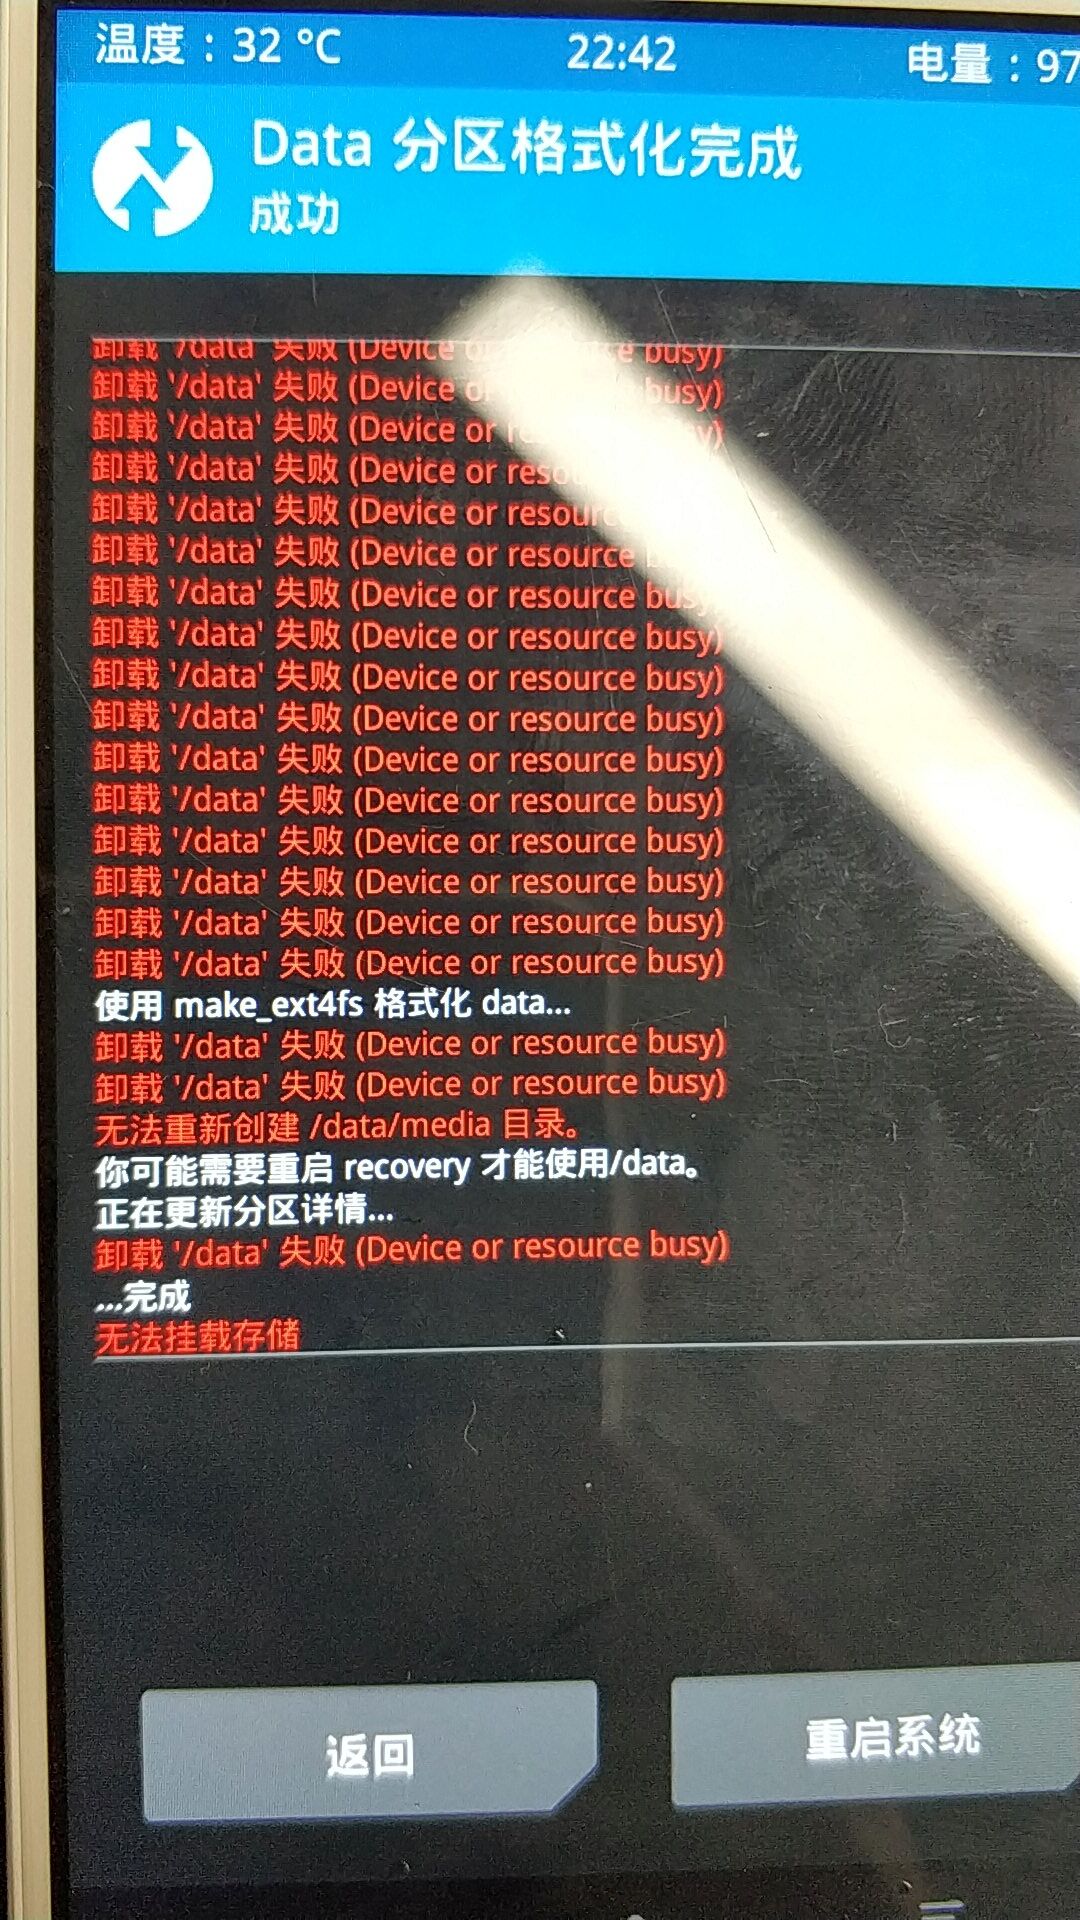 温度：32 °C 22:42 电量：97
Data 分区格式化完成
成功
卸载 '/data' 失败 (Device busy)
卸载 '/data' 失败 (Device busy)
卸载 '/data' 失败 (Device or
卸载 '/data' 失败 (Device or
卸载 '/data' 失败 (Device or
卸载 '/data' 失败 (Device or resource
卸载 '/data' 失败 (Device or resource
卸载 '/data' 失败 (Device or resource busy)
卸载 '/data' 失败 (Device or resource busy)
卸载 '/data' 失败 (Device or resource busy)
卸载 '/data' 失败 (Device or resource busy)
卸载 '/data' 失败 (Device or resource busy)
卸载 '/data' 失败 (Device or resource busy)
卸载 '/data' 失败 (Device or resource busy)
卸载 '/data' 失败 (Device or resource busy)
卸载 '/data' 失败 (Device or resource busy)
使用 make_ext4fs 格式化 data...
卸载 '/data' 失败 (Device or resource busy)
卸载 '/data' 失败 (Device or resource busy)
无法重新创建 /data/media 目录。
你可能需要重启 recovery 才能使用/data。
正在更新分区详情...
卸载 '/data' 失败 (Device or resource busy)
...完成
无法挂载存储
返回 重启系统